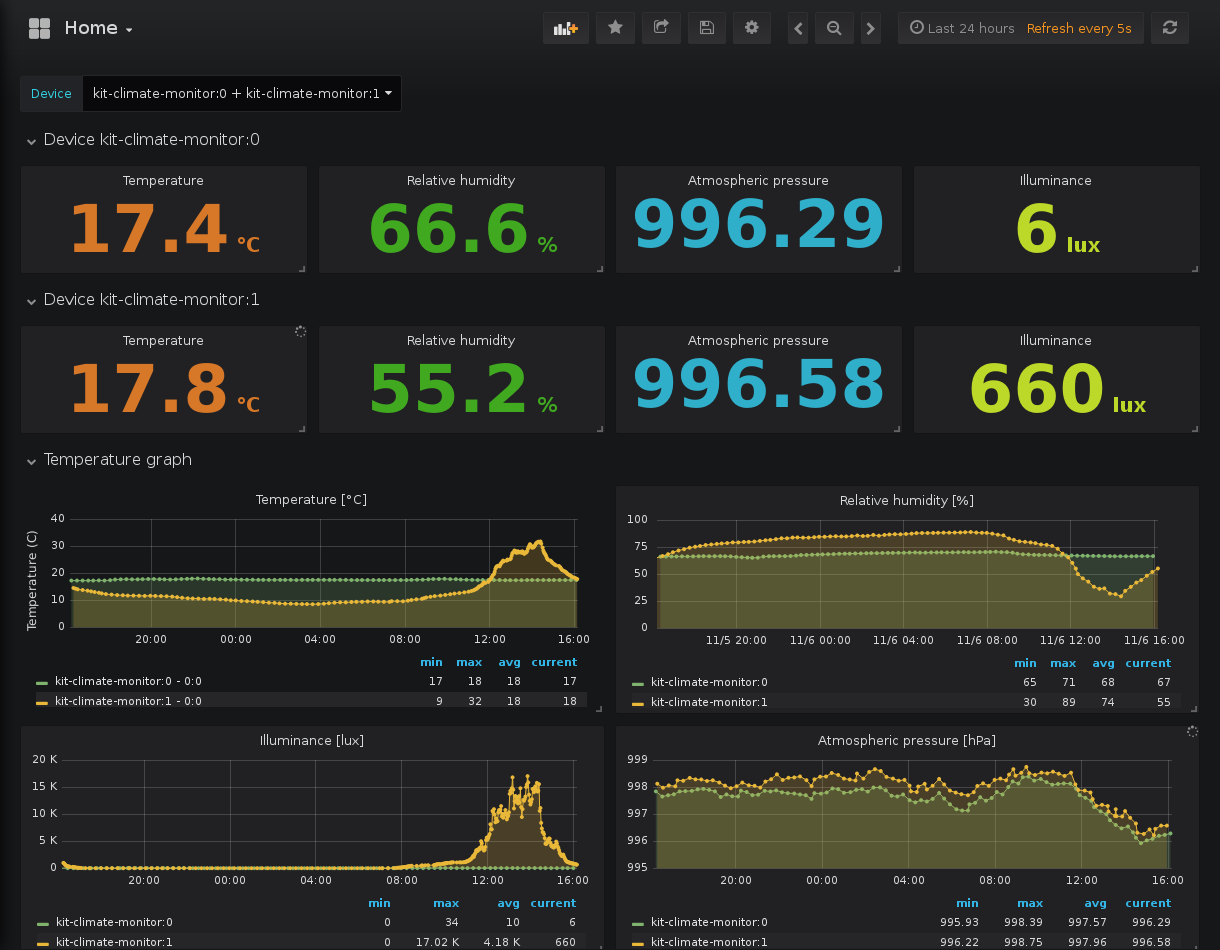 Home
Last 24 hours Refresh every 5s
Device kit-climate-monitor:0 + kit-climate-monitor:1
Device kit-climate-monitor:0
Temperature
17.4 °C
Relative humidity
66.6 %
Atmospheric pressure
996.29
Illuminance
6 lux
Device kit-climate-monitor:1
Temperature
17.8 °C
Relative humidity
55.2 %
Atmospheric pressure
996.58
Illuminance
660 lux
Temperature graph
Temperature [°C]
Temperature (C)
40
30
20
10
0
20:00 00:00 04:00 08:00 12:00 16:00
min max avg current
kit-climate-monitor:0 - 0:0 17 18 18 17
kit-climate-monitor:1 - 0:0 9 32 18 18
Relative humidity [%]
100
75
50
25
0
11/5 20:00 11/6 00:00 11/6 04:00 11/6 08:00 11/6 12:00 11/6 16:00
min max avg current
kit-climate-monitor:0 65 71 68 67
kit-climate-monitor:1 30 89 74 55
Illuminance [lux]
20 K
15 K
10 K
5 K
0
20:00 00:00 04:00 08:00 12:00 16:00
min max avg current
kit-climate-monitor:0 0 34 10 6
kit-climate-monitor:1 0 17.02 K 4.18 K 660
Atmospheric pressure [hPa]
999
998
997
996
995
20:00 00:00 04:00 08:00 12:00 16:00
min max avg current
kit-climate-monitor:0 995.93 998.39 997.57 996.29
kit-climate-monitor:1 996.22 998.75 997.96 996.58